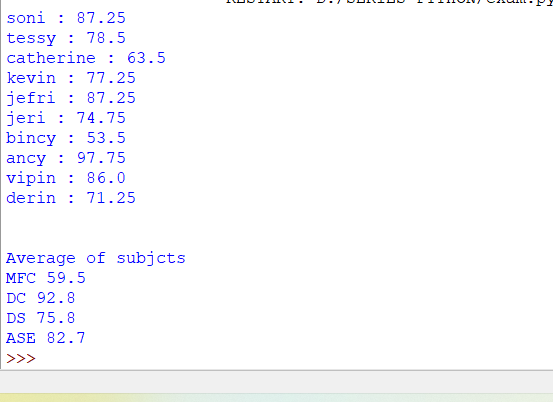 RESTART: D:/SERIES PYTHON/exam.py
soni : 87.25
tessy : 78.5
catherine : 63.5
kevin : 77.25
jefri : 87.25
jeri : 74.75
bincy : 53.5
ancy : 97.75
vipin : 86.0
derin : 71.25
Average of subjcts
MFC 59.5
DC 92.8
DS 75.8
ASE 82.7
>>>